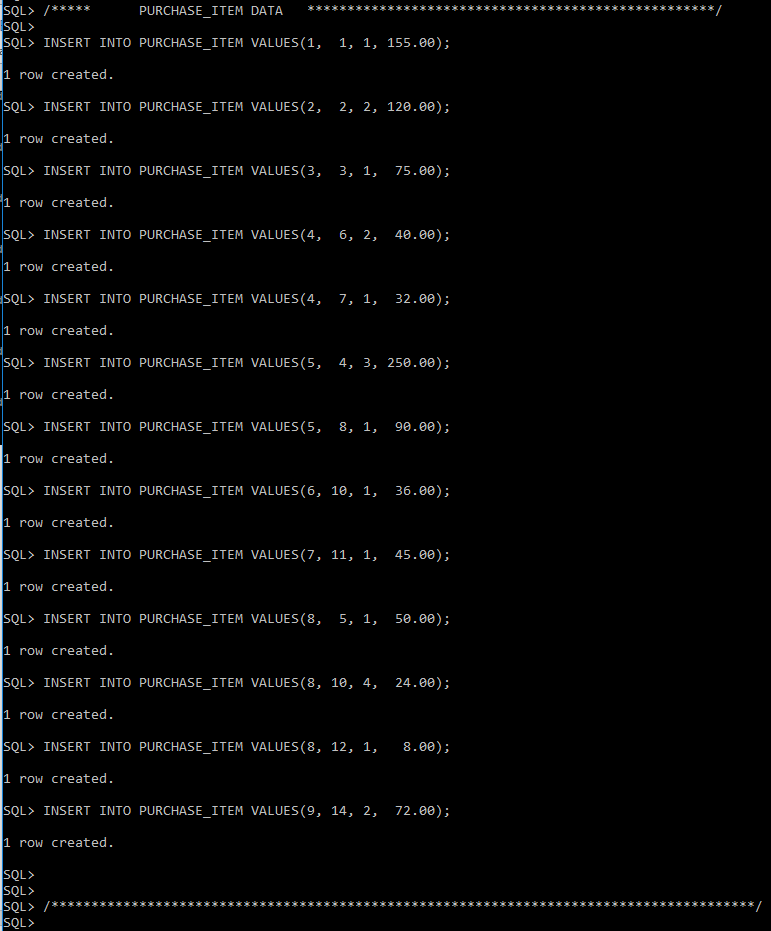 SQL> /*****      PURCHASE_ITEM DATA   ***************************************************/
SQL>
SQL> INSERT INTO PURCHASE_ITEM VALUES(1,  1, 1, 155.00);
1 row created.
SQL> INSERT INTO PURCHASE_ITEM VALUES(2,  2, 2, 120.00);
1 row created.
SQL> INSERT INTO PURCHASE_ITEM VALUES(3,  3, 1,  75.00);
1 row created.
SQL> INSERT INTO PURCHASE_ITEM VALUES(4,  6, 2,  40.00);
1 row created.
SQL> INSERT INTO PURCHASE_ITEM VALUES(4,  7, 1,  32.00);
1 row created.
SQL> INSERT INTO PURCHASE_ITEM VALUES(5,  4, 3, 250.00);
1 row created.
SQL> INSERT INTO PURCHASE_ITEM VALUES(5,  8, 1,  90.00);
1 row created.
SQL> INSERT INTO PURCHASE_ITEM VALUES(6, 10, 1,  36.00);
1 row created.
SQL> INSERT INTO PURCHASE_ITEM VALUES(7, 11, 1,  45.00);
1 row created.
SQL> INSERT INTO PURCHASE_ITEM VALUES(8,  5, 1,  50.00);
1 row created.
SQL> INSERT INTO PURCHASE_ITEM VALUES(8, 10, 4,  24.00);
1 row created.
SQL> INSERT INTO PURCHASE_ITEM VALUES(8, 12, 1,   8.00);
1 row created.
SQL> INSERT INTO PURCHASE_ITEM VALUES(9, 14, 2,  72.00);
1 row created.
SQL>
SQL>
SQL> /****************************************************************************************/
SQL>